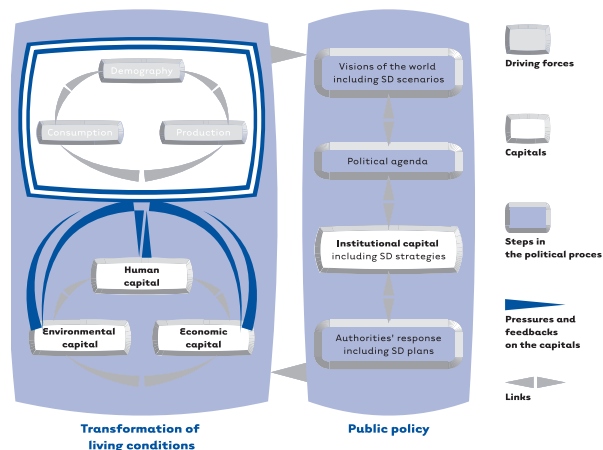 Demography
Consumption
Production
Human
capital
Environmental
capital
Economic
capital
Transformation of
living conditions
Visions of the world
including SD scenarios
Political agenda
Institutional capital
including SD strategies
Authorities' response
including SD plans
Public policy
Driving forces
Capitals
Steps in
the political proces
Pressures and
feedbacks
on the capitals
Links